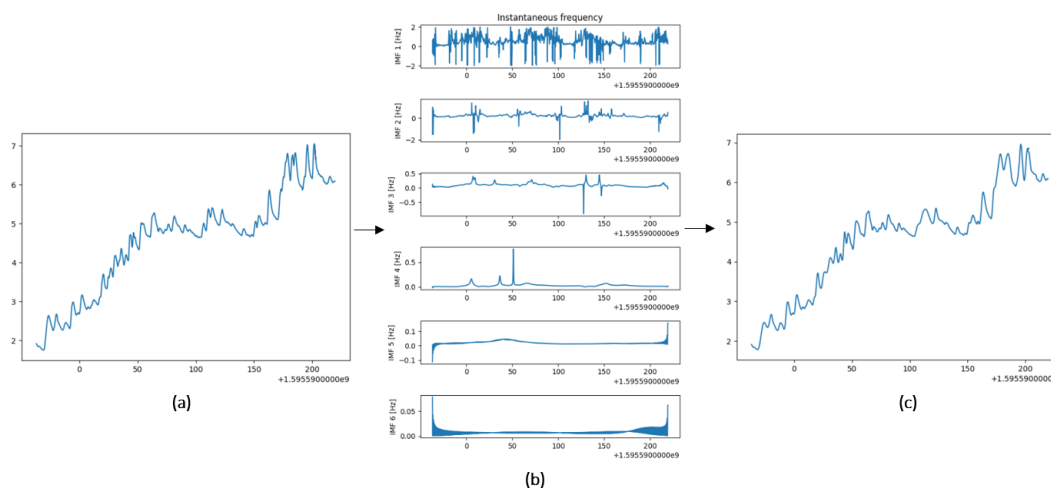 Instantaneous frequency
IMF 1 [Hz]
2
0
−2
0 50 100 150 200
+1.5955900000e9
IMF 2 [Hz]
0
−2
0 50 100 150 200
+1.5955900000e9
IMF 3 [Hz]
0.5
0.0
−0.5
0 50 100 150 200
+1.5955900000e9
IMF 4 [Hz]
0.5
0.0
0 50 100 150 200
+1.5955900000e9
IMF 5 [Hz]
0.1
0.0
−0.1
0 50 100 150 200
+1.5955900000e9
IMF 6 [Hz]
0.05
0.00
0 50 100 150 200
+1.5955900000e9
(b)
7
6
5
4
3
2
0 50 100 150 200
+1.5955900000e9
(a)
7
6
5
4
3
2
0 50 100 150 200
+1.5955900000e9
(c)